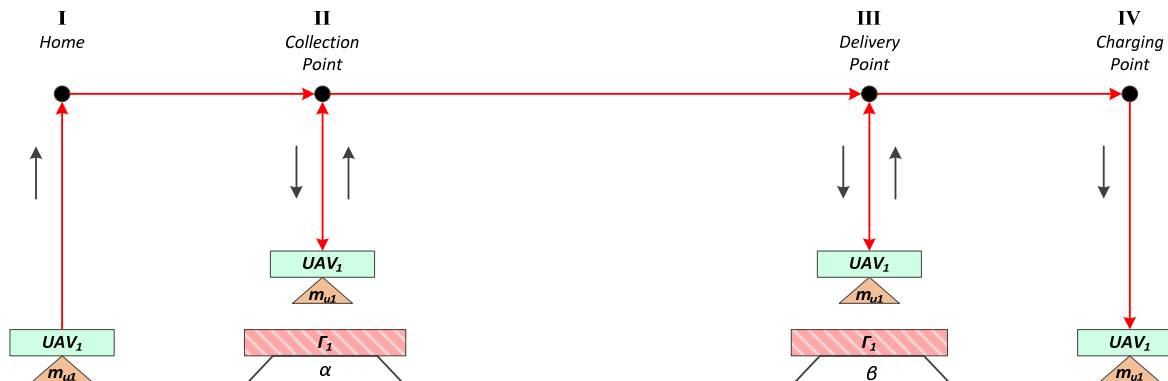 I
II
III
IV
Home
Collection
Point
Delivery
Point
Charging
Point
UAV₁
mᵤ₁
UAV₁
mᵤ₁
UAV₁
mᵤ₁
Γ₁
α
Γ₁
β
UAV₁
mᵤ₁